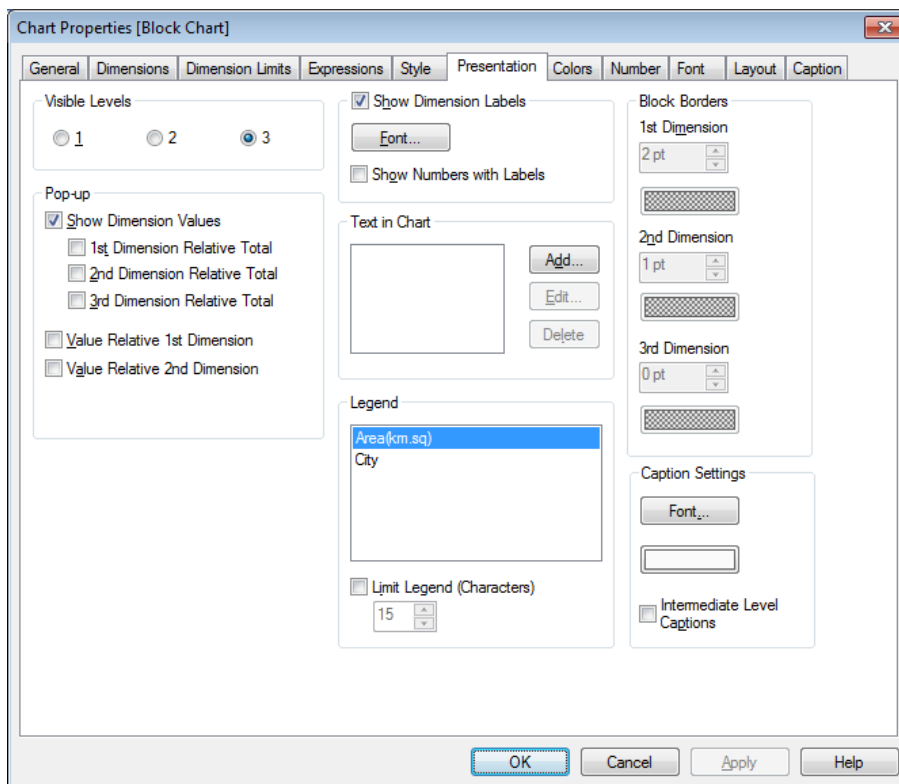 Chart Properties [Block Chart]
General Dimensions Dimension Limits Expressions Style Presentation Colors Number Font Layout Caption
Visible Levels
1 2 3
Pop-up
Show Dimension Values
1st Dimension Relative Total
2nd Dimension Relative Total
3rd Dimension Relative Total
Value Relative 1st Dimension
Value Relative 2nd Dimension
Show Dimension Labels
Font...
Show Numbers with Labels
Text in Chart
Add...
Edit...
Delete
Legend
Area(km.sq)
City
Limit Legend (Characters)
15
Block Borders
1st Dimension
2 pt
2nd Dimension
1 pt
3rd Dimension
0 pt
Caption Settings
Font...
Intermediate Level
Captions
OK Cancel Apply Help